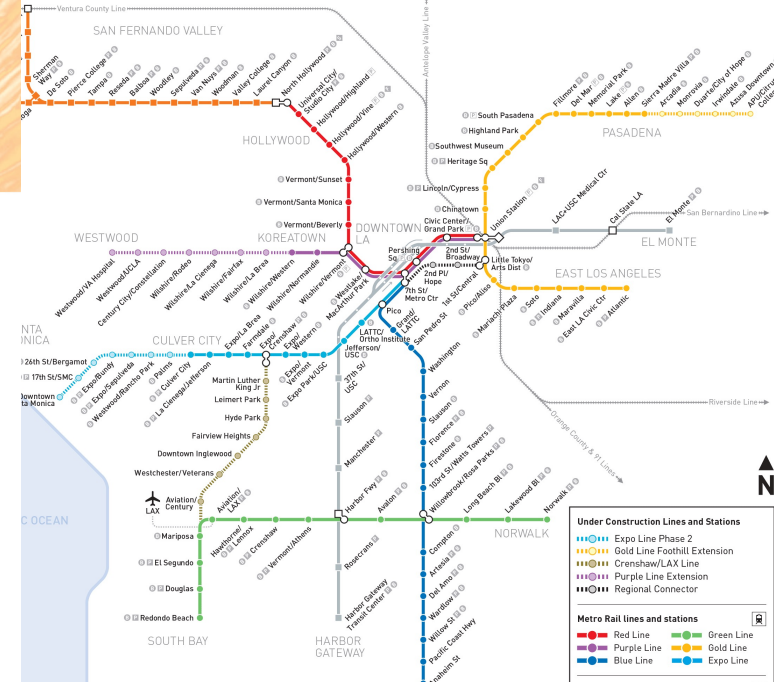 Ventura County Line
SAN FERNANDO VALLEY
Antelope Valley Line
Sherman
Way
De Soto
Pierce College
Tampa
Reseda
Balboa
Woodley
Sepulveda
Van Nuys
Woodman
Valley College
Laurel Canyon
North Hollywood
Universal City/
Studio City
Hollywood/Highland
Hollywood/Vine
Hollywood/Western
HOLLYWOOD
Vermont/Sunset
Vermont/Santa Monica
Vermont/Beverly
Fillmore
Del Mar
Memorial Park
Lake
Allen
Sierra Madre Villa
Arcadia
Monrovia
Duarte/City of Hope
Irwindale
Azusa Downtown
APU/Citrus
PASADENA
South Pasadena
Highland Park
Southwest Museum
Heritage Sq
Lincoln/Cypress
Chinatown
Union Station
LAC+USC Medical Ctr
Cal State LA
El Monte
San Bernardino Line
EL MONTE
WESTWOOD
KOREATOWN
DOWNTOWN
LA
Civic Center/
Grand Park
Pershing
Sq
2nd St/
Broadway
2nd Pl/
Hope
Little Tokyo/
Arts Dist
7th St/
Metro Ctr
1st St/Central
EAST LOS ANGELES
Westwood/VA Hospital
Westwood/UCLA
Century City/Constellation
Wilshire/Rodeo
Wilshire/La Cienega
Wilshire/Fairfax
Wilshire/La Brea
Wilshire/Western
Wilshire/Normandie
Wilshire/Vermont
Westlake/
MacArthur Park
Pico/Aliso
Mariachi Plaza
Soto
Indiana
Maravilla
East LA Civic Ctr
Atlantic
Pico
Grand/
LATTC
LATTC/
Ortho Institute
San Pedro St
NTA
NICA
CULVER CITY
26th St/Bergamot
17th St/SMC
Downtown
ta Monica
Expo/Bundy
Expo/Sepulveda
Westwood/Rancho Park
Palms
Culver City
La Cienega/Jefferson
Expo/La Brea
Farmdale
Expo/
Crenshaw
Expo/
Western
Expo/
Vermont
Expo Park/USC
Jefferson/
USC
37th St/
USC
Washington
Vernon
Slauson
Florence
Firestone
103rd St/Watts Towers
Willowbrook/Rosa Parks
Martin Luther
King Jr
Leimert Park
Hyde Park
Fairview Heights
Downtown Inglewood
Westchester/Veterans
Slauson
Manchester
Riverside Line
Orange County & 91 Lines
N
LAX
Aviation/
Century
Aviation/
LAX
Hawthorne/
Lennox
Crenshaw
Vermont/Athens
Harbor Fwy
Avalon
Long Beach Bl
Lakewood Bl
Norwalk
NORWALK
C OCEAN
Mariposa
El Segundo
Douglas
Redondo Beach
SOUTH BAY
Rosecrans
Harbor Gateway
Transit Center
HARBOR
GATEWAY
Compton
Artesia
Del Amo
Wardlow
Willow St
Pacific Coast Hwy
Anaheim St
Under Construction Lines and Stations
Expo Line Phase 2
Gold Line Foothill Extension
Crenshaw/LAX Line
Purple Line Extension
Regional Connector
Metro Rail lines and stations
Red Line
Green Line
Purple Line
Gold Line
Blue Line
Expo Line